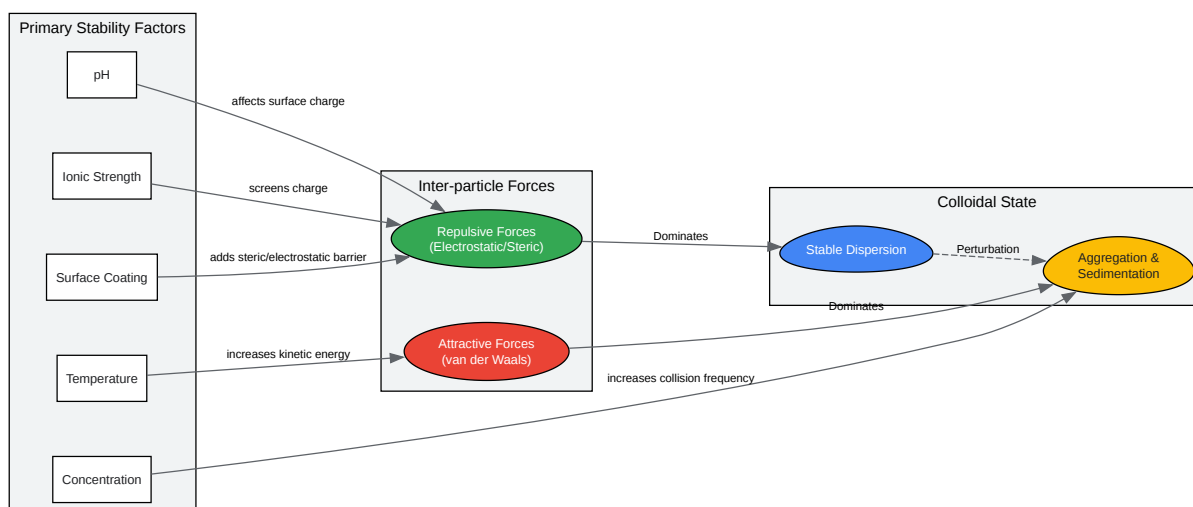 Primary Stability Factors
pH
affects surface charge
Ionic Strength
screens charge
Surface Coating
adds steric/electrostatic barrier
Temperature
increases kinetic energy
Concentration
increases collision frequency
Inter-particle Forces
Repulsive Forces
(Electrostatic/Steric)
Dominates
Attractive Forces
(van der Waals)
Dominates
Colloidal State
Stable Dispersion
Perturbation
Aggregation &
Sedimentation